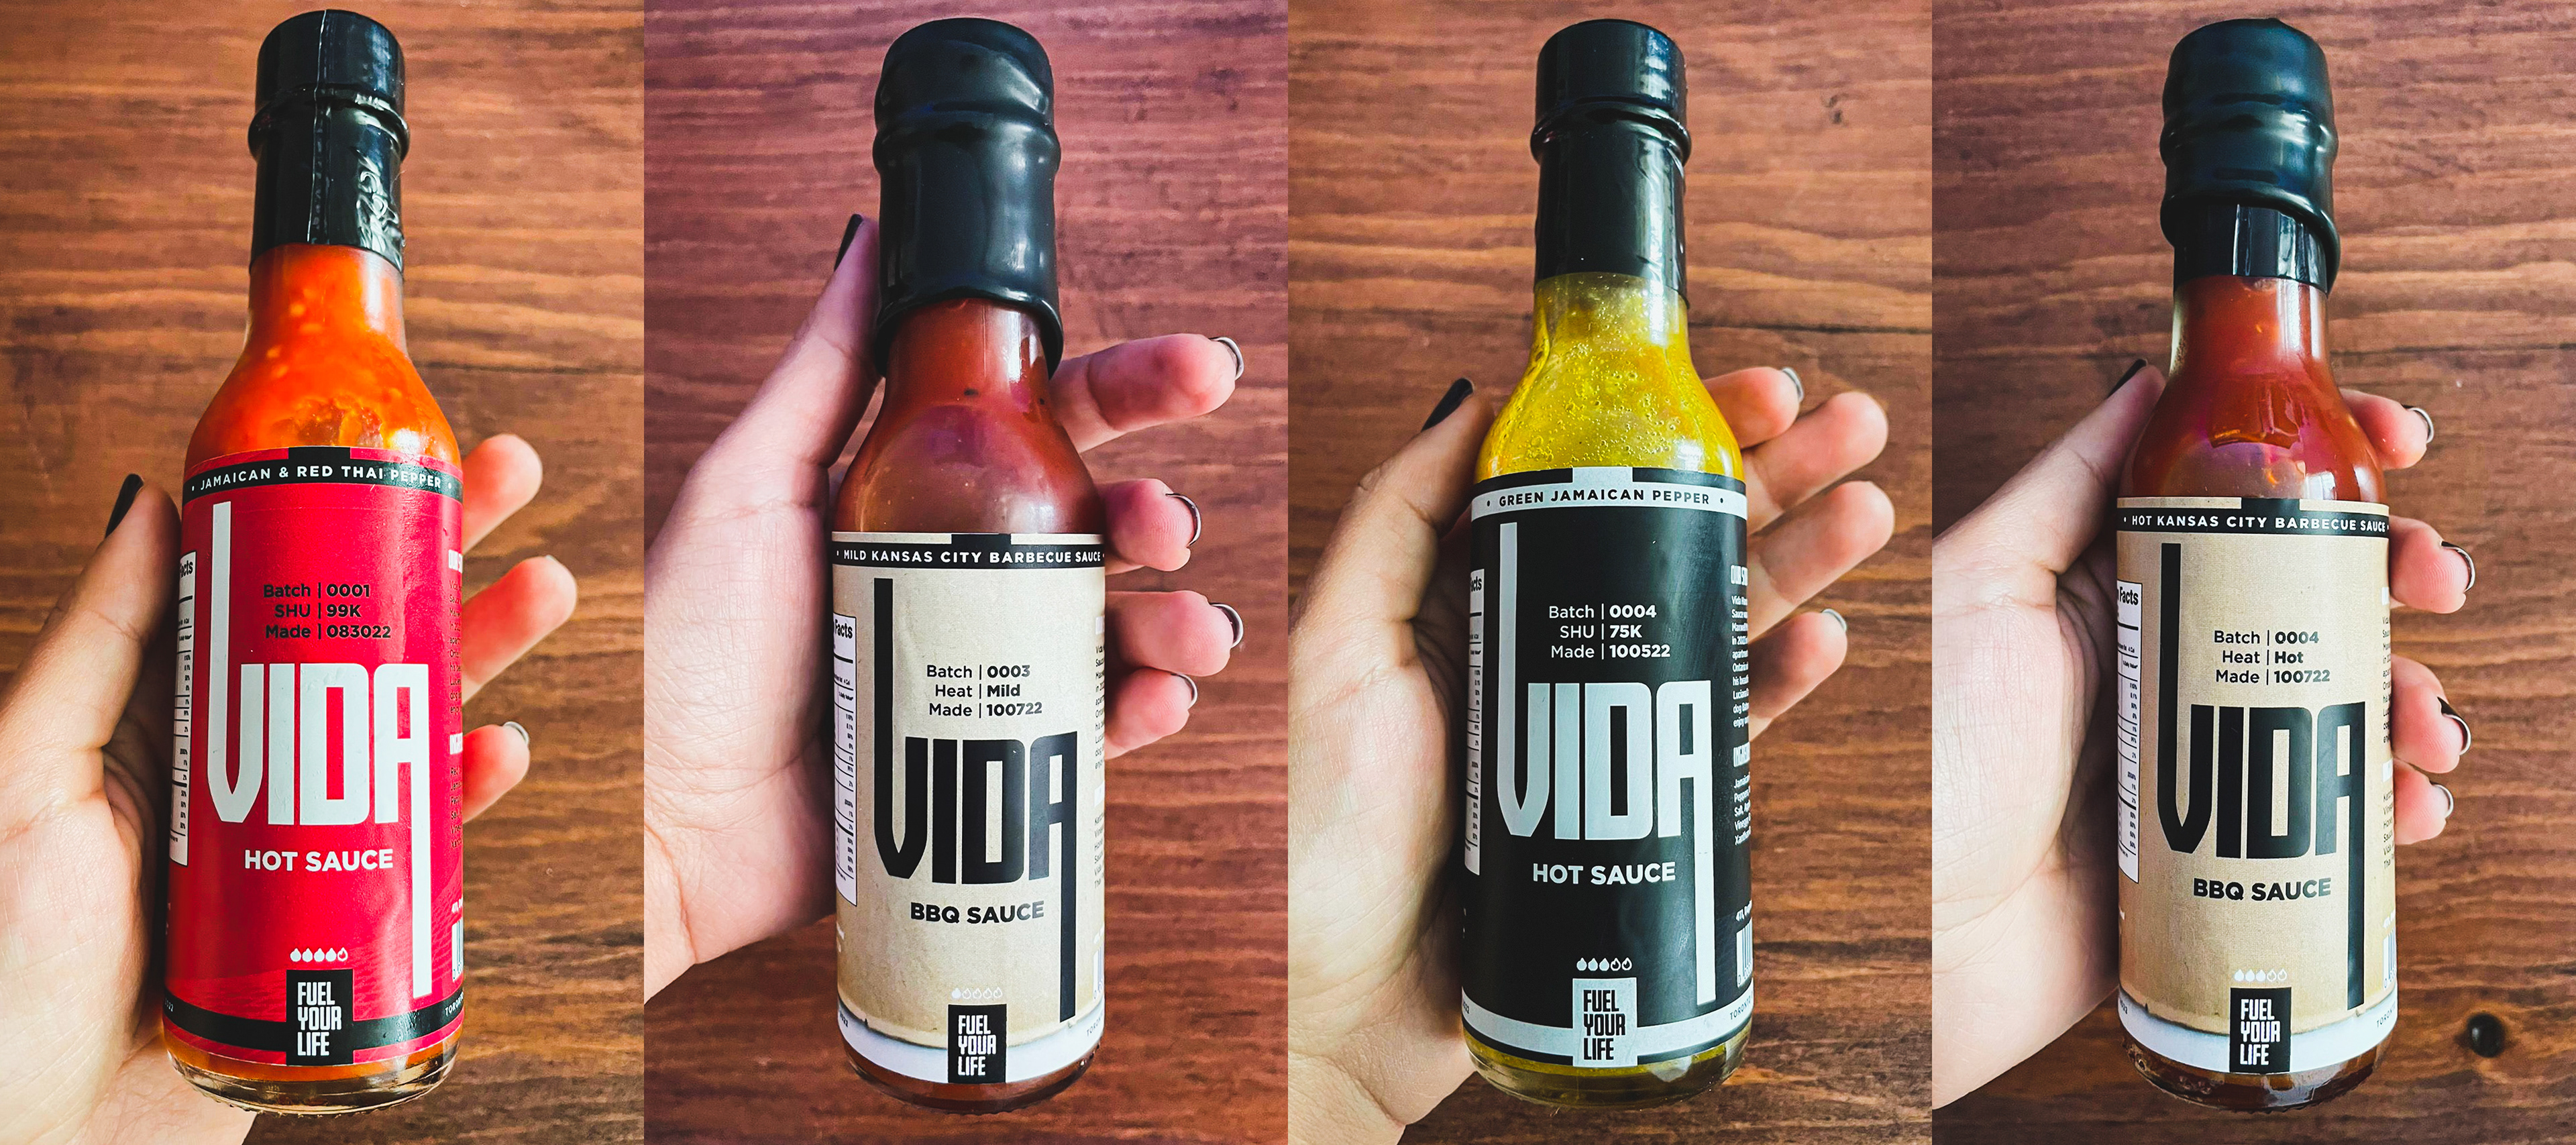 • JAMAICAN & RED THAI PEPPER •
Facts
Batch | 0001
SHU | 99K
Made | 083022
VIDA
HOT SAUCE
FUEL
YOUR
LIFE
• MILD KANSAS CITY BARBECUE SAUCE •
Facts
Batch | 0003
Heat | Mild
Made | 100722
VIDA
BBQ SAUCE
FUEL
YOUR
LIFE
• GREEN JAMAICAN PEPPER •
Batch | 0004
SHU | 75K
Made | 100522
VIDA
HOT SAUCE
FUEL
YOUR
LIFE
• HOT KANSAS CITY BARBECUE SAUCE •
Facts
Batch | 0004
Heat | Hot
Made | 100722
VIDA
BBQ SAUCE
FUEL
YOUR
LIFE